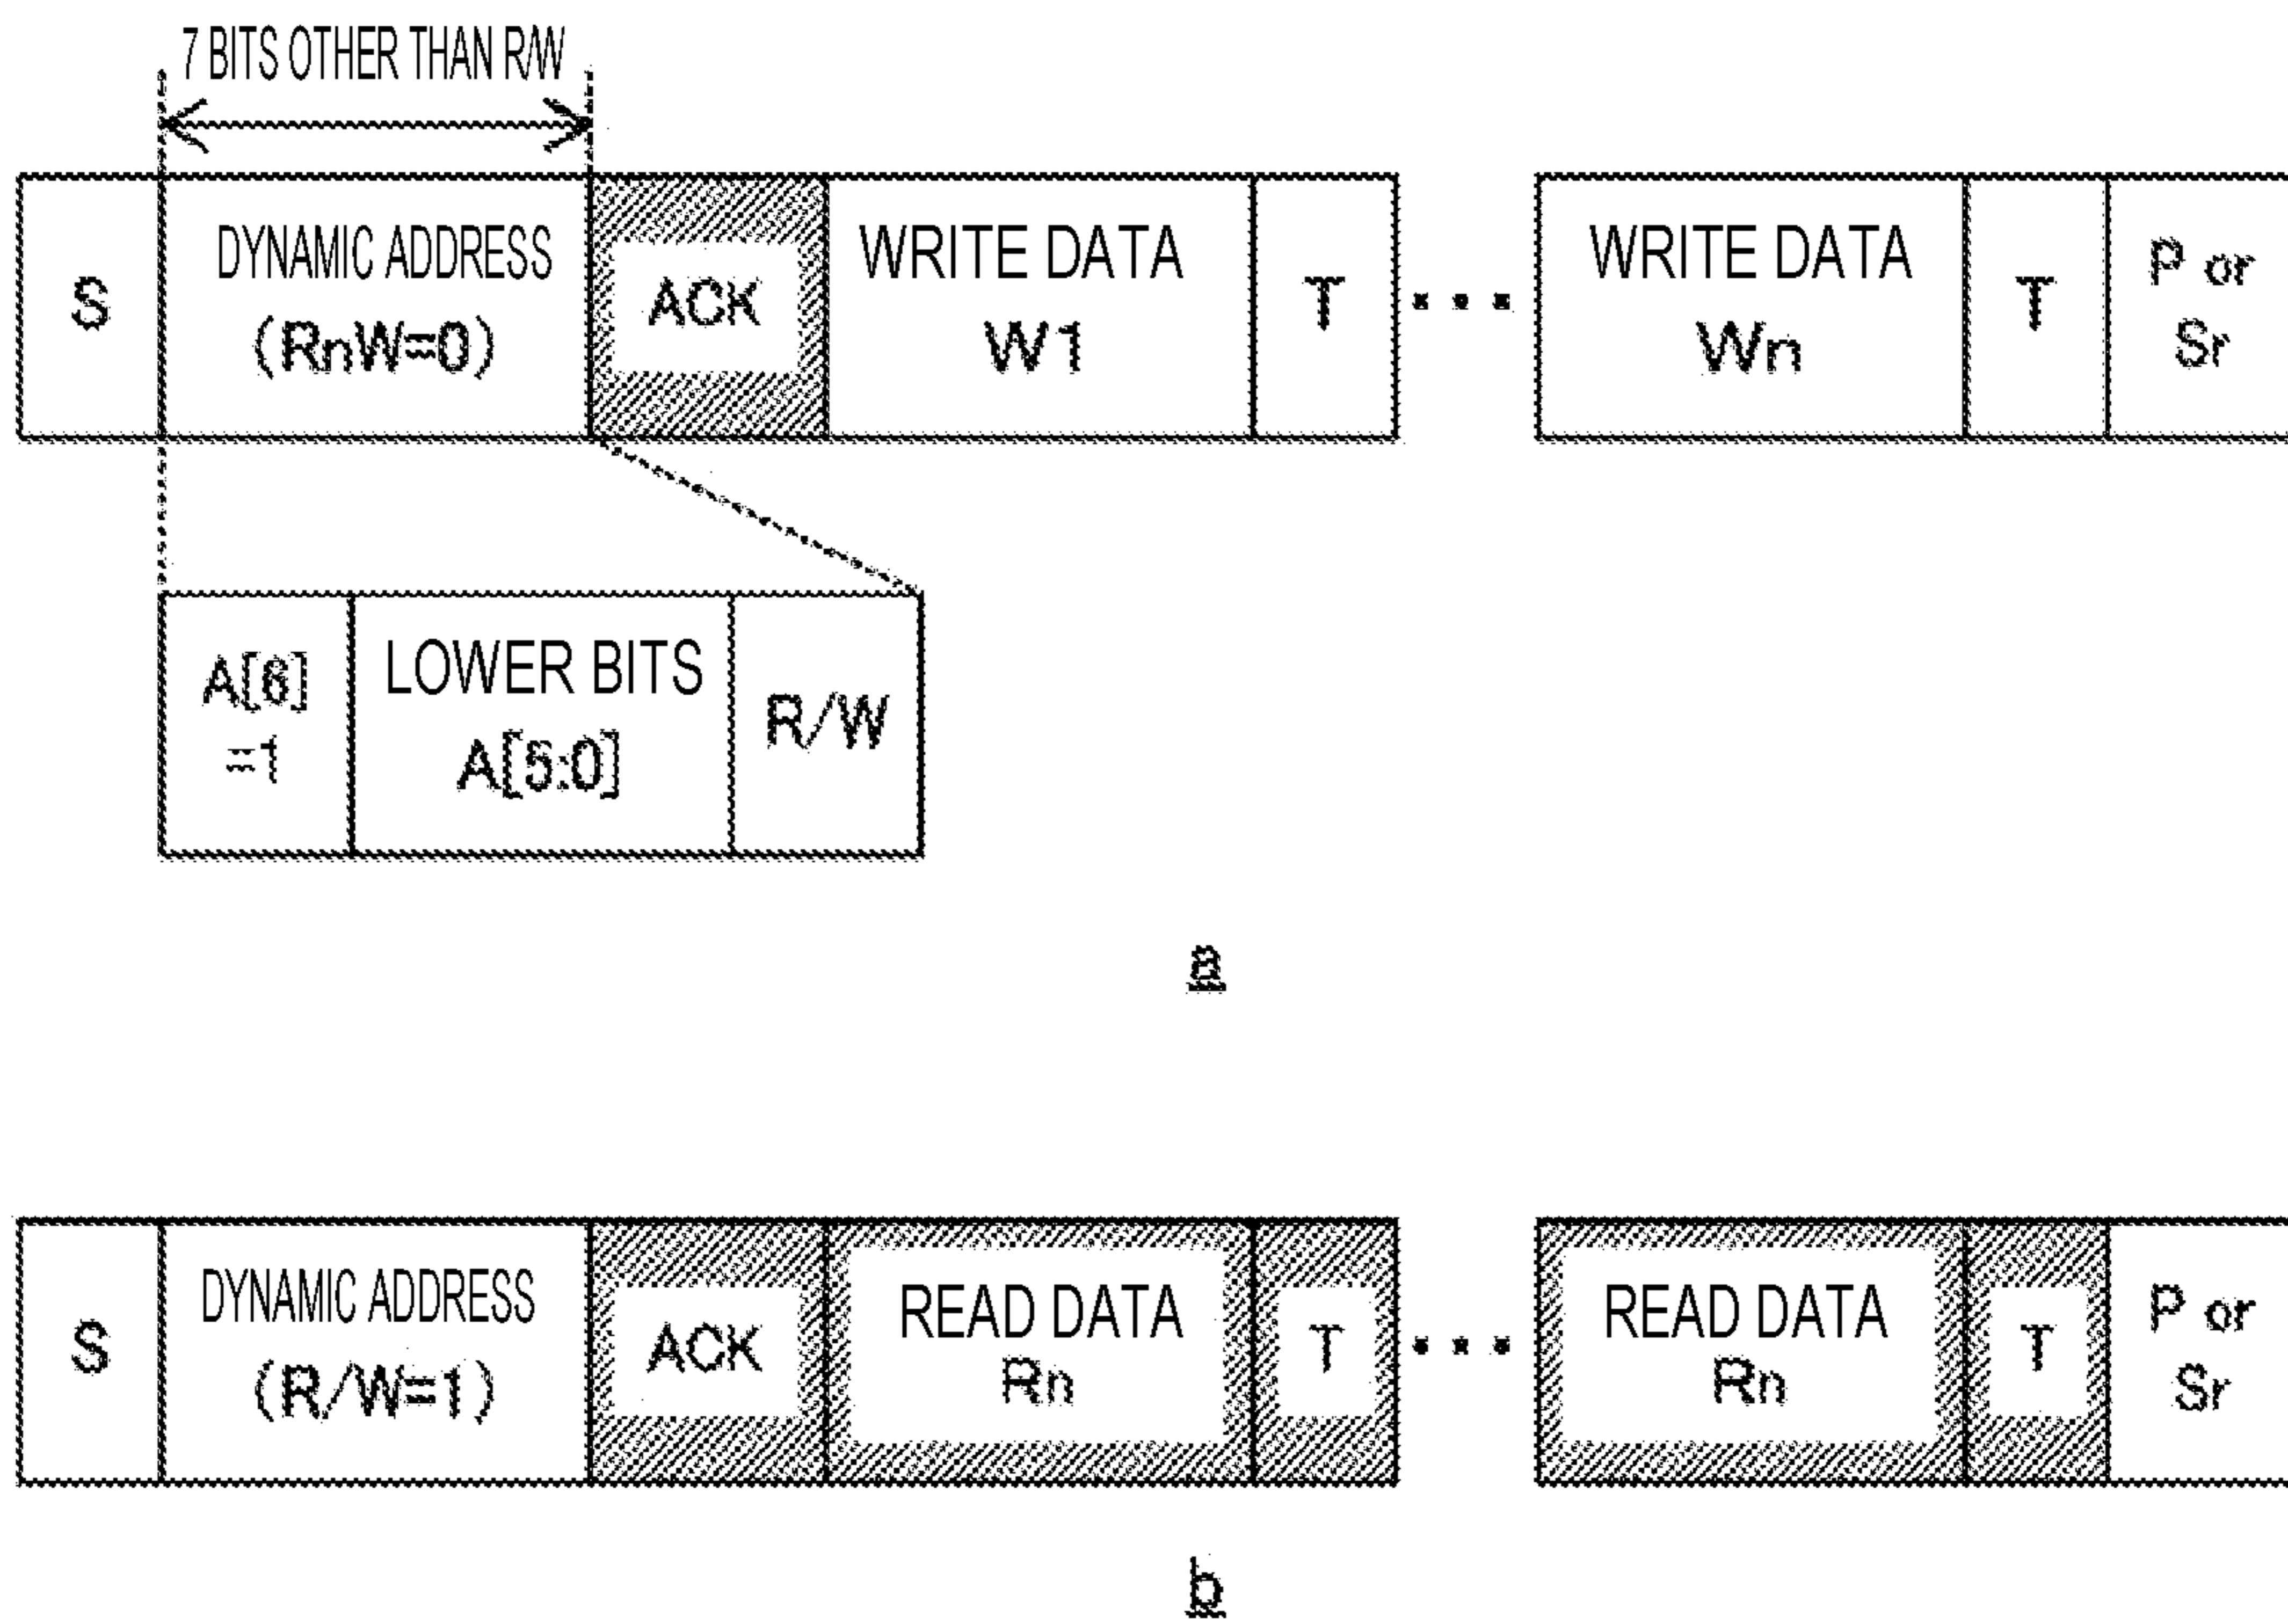 7 BITS OTHER THAN R/W
S
DYNAMIC ADDRESS
(RnW=0)
ACK
WRITE DATA
W1
T
...
WRITE DATA
Wn
T
P or
Sr
A[6]
=1
LOWER BITS
A[5:0]
R/W
a
S
DYNAMIC ADDRESS
(R/W=1)
ACK
READ DATA
Rn
T
...
READ DATA
Rn
T
P or
Sr
b